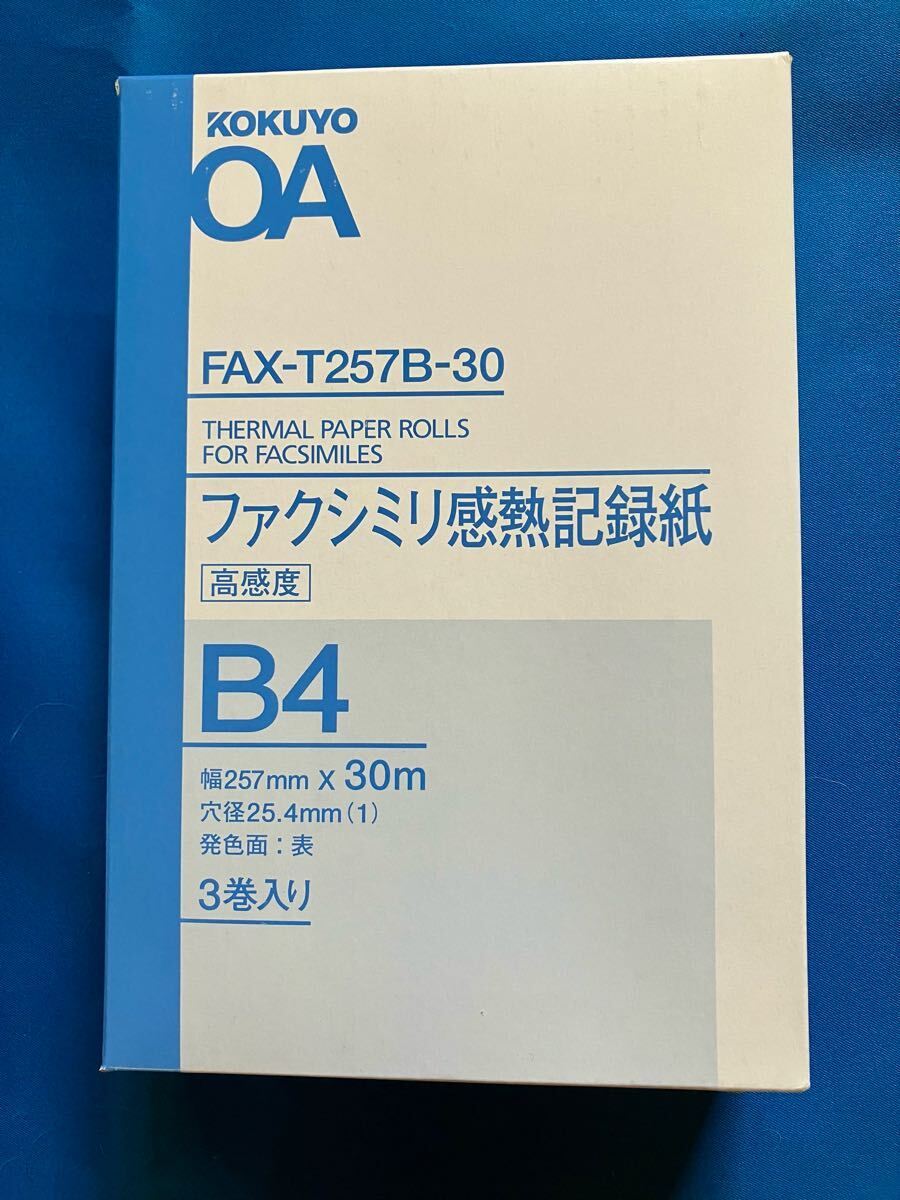 KOKUYO
OA
FAX-T257B-30
THERMAL PAPER ROLLS
FOR FACSIMILES
ファクシミリ感熱記録紙
高感度
B4
幅257mm X 30m
穴径25.4mm(1)
発色面:表
3巻入り